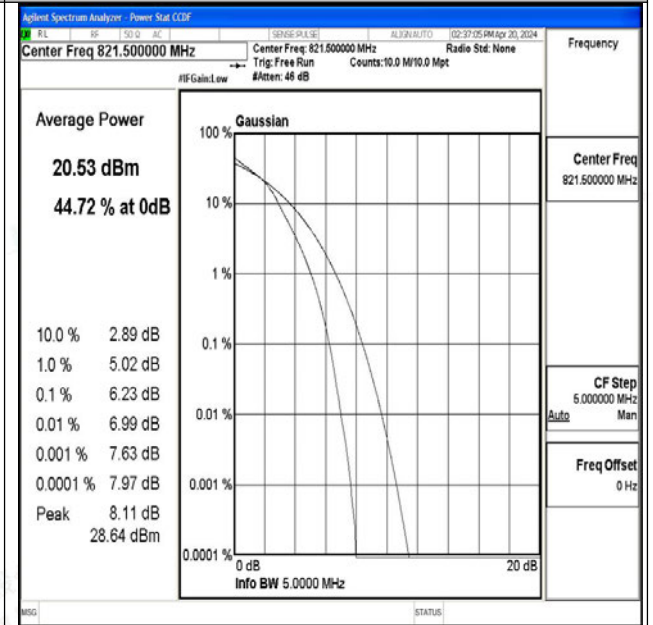 Agilent Spectrum Analyzer - Power Stat CCDF
RL RF 50 Ω AC SENSE:PULSE ALIGNAUTO 02:37:05 PM Apr 20, 2024
Center Freq 821.500000 MHz
Center Freq: 821.500000 MHz Radio Std: None
Trig: Free Run Counts:10.0 M/10.0 Mpt
#IFGain:Low #Atten: 46 dB
Frequency
Average Power
20.53 dBm
44.72 % at 0dB
10.0 % 2.89 dB
1.0 % 5.02 dB
0.1 % 6.23 dB
0.01 % 6.99 dB
0.001 % 7.63 dB
0.0001 % 7.97 dB
Peak 8.11 dB
28.64 dBm
Gaussian
100 %
10 %
1 %
0.1 %
0.01 %
0.001 %
0.0001 %
0 dB 20 dB
Info BW 5.0000 MHz
Center Freq
821.500000 MHz
CF Step
5.000000 MHz
Auto Man
Freq Offset
0 Hz
MSG STATUS